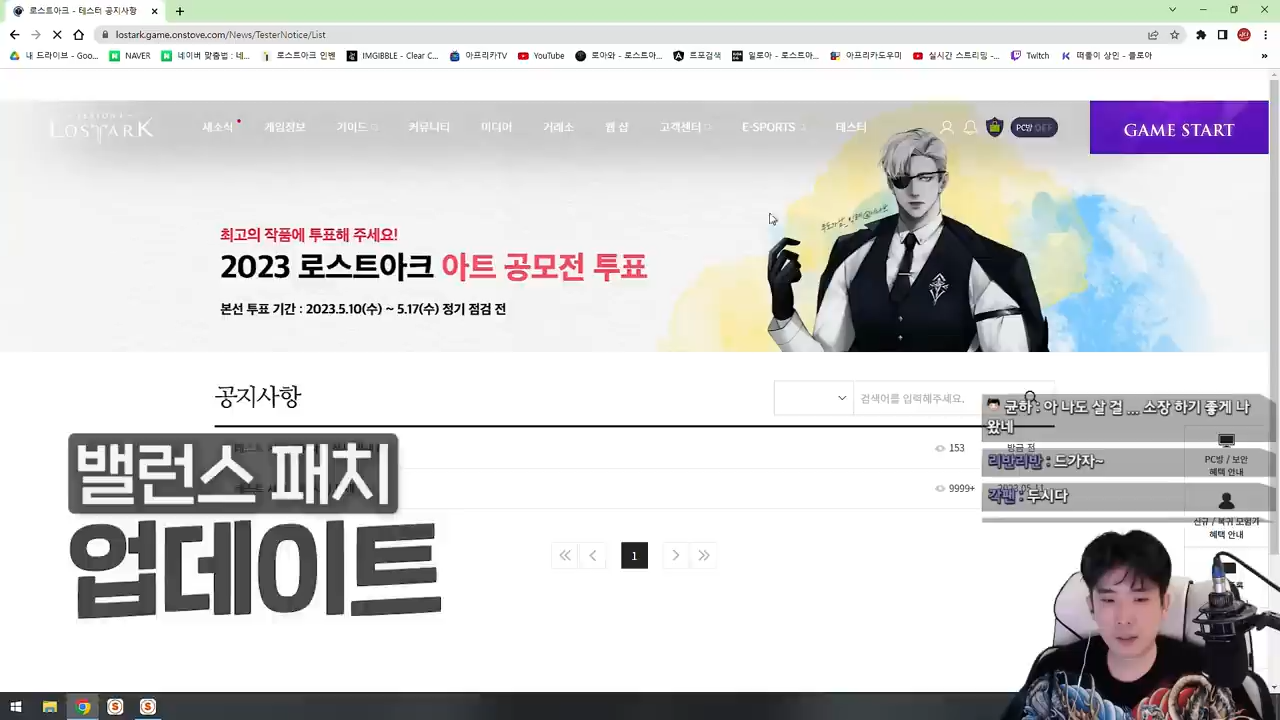 로스트아크 - 테스터 공지사항
lostark.game.onstove.com/News/TesterNotice/List
내 드라이브 - Goo...
NAVER
네이버 맞춤법 : 네...
로스트아크 인벤
IMGIBBLE - Clear C...
아프리카TV
YouTube
로아와 - 로스트아...
트포검색
일로아 - 로스트아...
아프리카도우미
실시간 스트리밍 -...
Twitch
떠돌이 상인 - 클로아
LOST ARK
새소식
게임정보
가이드
커뮤니티
미디어
거래소
웹 샵
고객센터
E-SPORTS
테스터
PC방 OFF
GAME START
최고의 작품에 투표해 주세요!
2023 로스트아크 아트 공모전 투표
본선 투표 기간 : 2023.5.10(수) ~ 5.17(수) 정기 점검 전
공지사항
검색어를 입력해주세요.
균하 : 아 나도 살 걸 ... 소장 하기 좋게 나
왔네
153
방금 전
리반리반 : 드가자~
PC방 / 보안
혜택 안내
9999+
각팬 : 두시다
신규 / 복귀 모험가
혜택 안내
밸런스 패치
업데이트
1